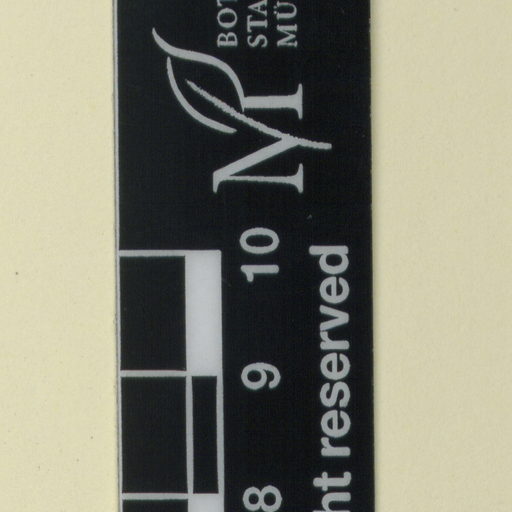 BOT
STA
MÜ
M
8 9 10
ht reserved